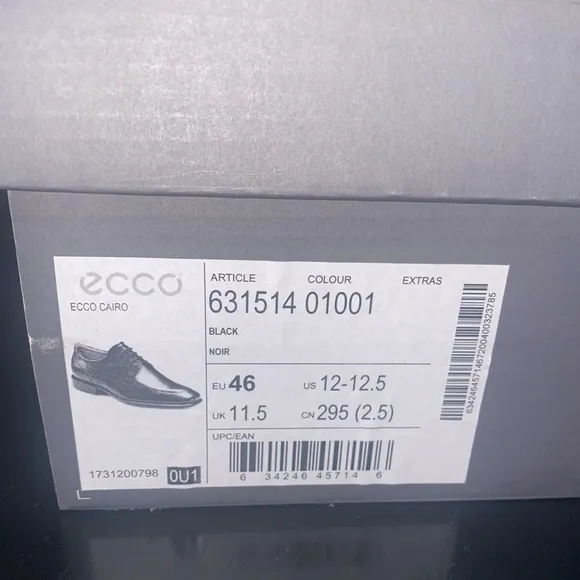 ecco
ECCO CAIRO
1731200798 0U1
ARTICLE COLOUR EXTRAS
631514 01001
BLACK
NOIR
EU 46 US 12-12.5
UK 11.5 CN 295 (2.5)
UPC/EAN
6 34246 45714 6
6342464571467200400323785